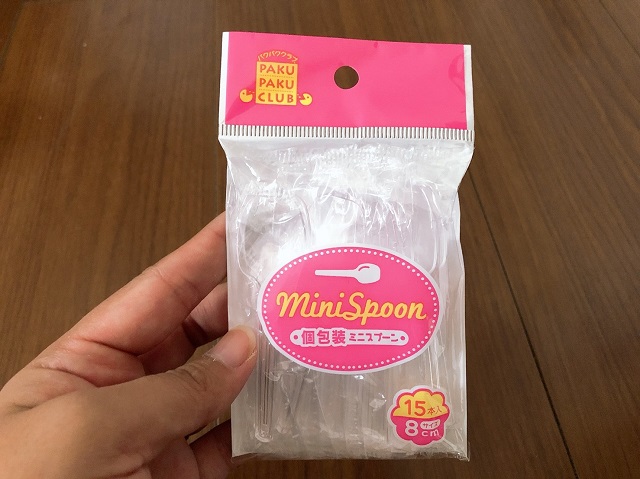 パクパククラブ
PAKU
PAKU
CLUB
MiniSpoon
個包装 ミニスプーン
15本入
8cm サイズ